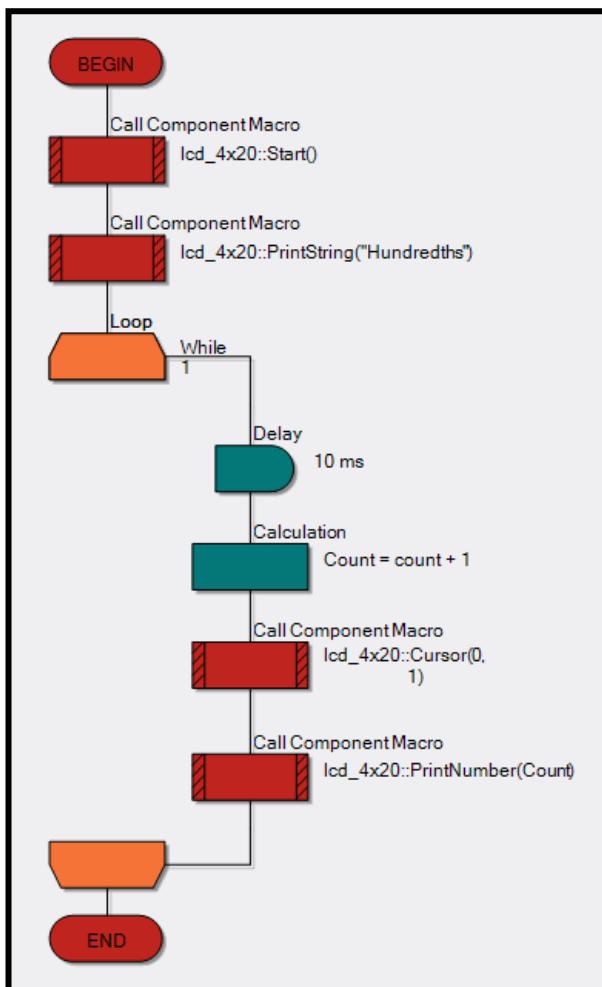 BEGIN
Call Component Macro
lcd_4x20::Start()
Call Component Macro
lcd_4x20::PrintString("Hundredths")
Loop
While
1
Delay
10 ms
Calculation
Count = count + 1
Call Component Macro
lcd_4x20::Cursor(0,
1)
Call Component Macro
lcd_4x20::PrintNumber(Count)
END